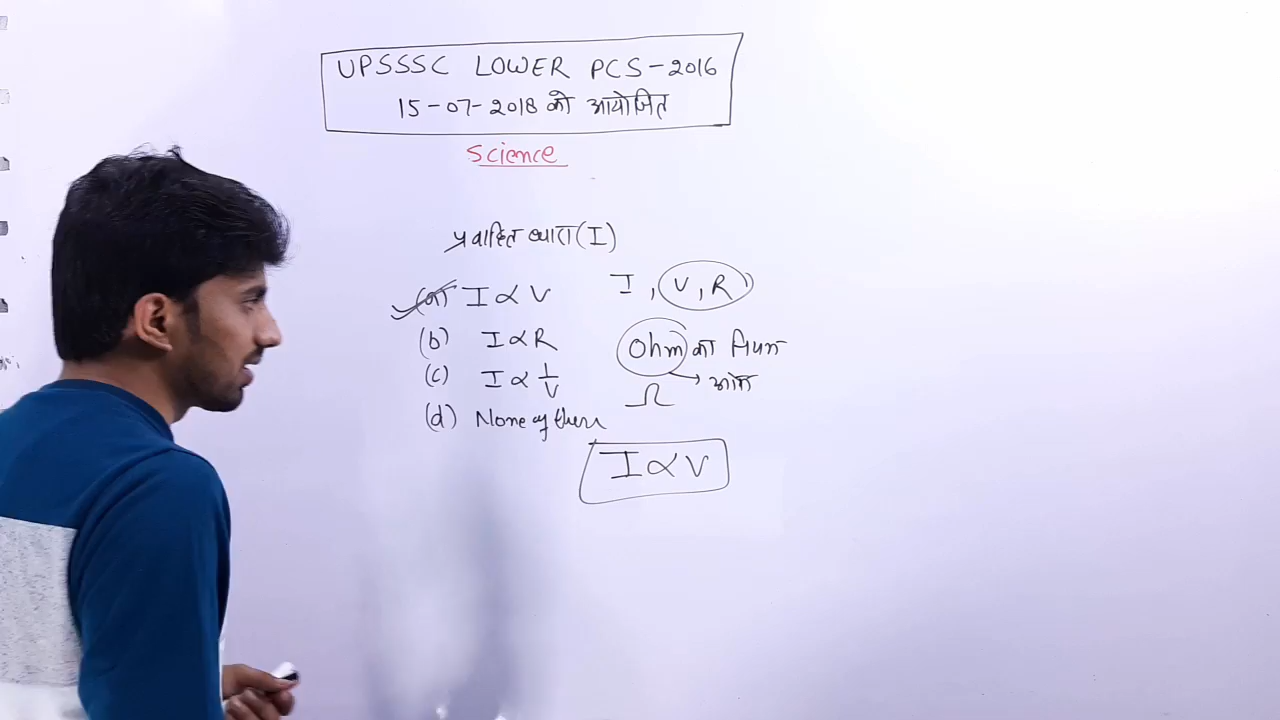 UPSSSC LOWER PCS-2016
15-07-2018 को आयोजित
Science
प्रवाहित धारा (I)
(a) I ∝ V
(b) I ∝ R
(c) I ∝ 1/V
(d) None of these
I, V, R
Ohm का नियम
→ ओम
Ω
I ∝ V